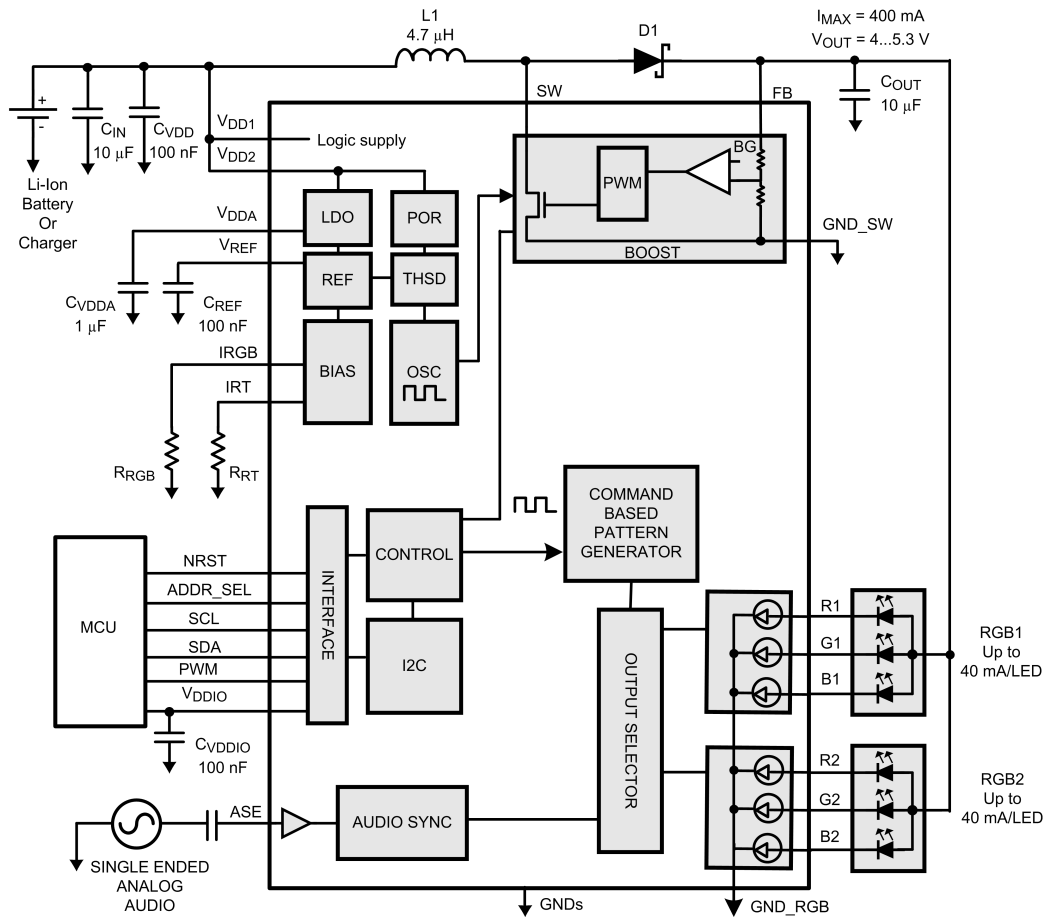 L1
4.7 μH
D1
IMAX = 400 mA
VOUT = 4...5.3 V
SW
FB
COUT
10 μF
+
-
CIN
10 μF
CVDD
100 nF
VDD1
Logic supply
VDD2
Li-Ion
Battery
Or
Charger
BG
PWM
BOOST
GND_SW
VDDA
LDO
POR
VREF
REF
THSD
CVDDA
1 μF
CREF
100 nF
IRGB
BIAS
OSC
IRT
RRGB
RRT
COMMAND
BASED
PATTERN
GENERATOR
MCU
NRST
ADDR_SEL
SCL
SDA
PWM
VDDIO
INTERFACE
CONTROL
I2C
CVDDIO
100 nF
OUTPUT SELECTOR
R1
G1
B1
RGB1
Up to
40 mA/LED
R2
G2
B2
RGB2
Up to
40 mA/LED
ASE
AUDIO SYNC
SINGLE ENDED
ANALOG
AUDIO
GNDs
GND_RGB